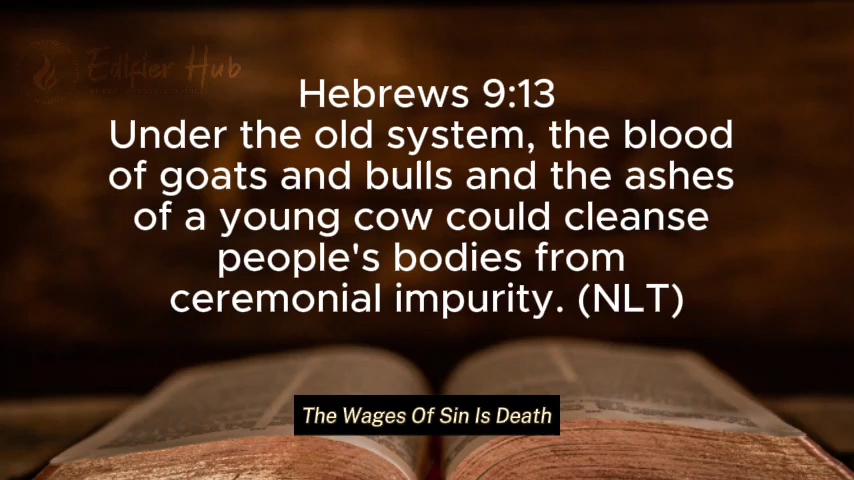 Edifier Hub
Hebrews 9:13
Under the old system, the blood
of goats and bulls and the ashes
of a young cow could cleanse
people's bodies from
ceremonial impurity. (NLT)
The Wages Of Sin Is Death